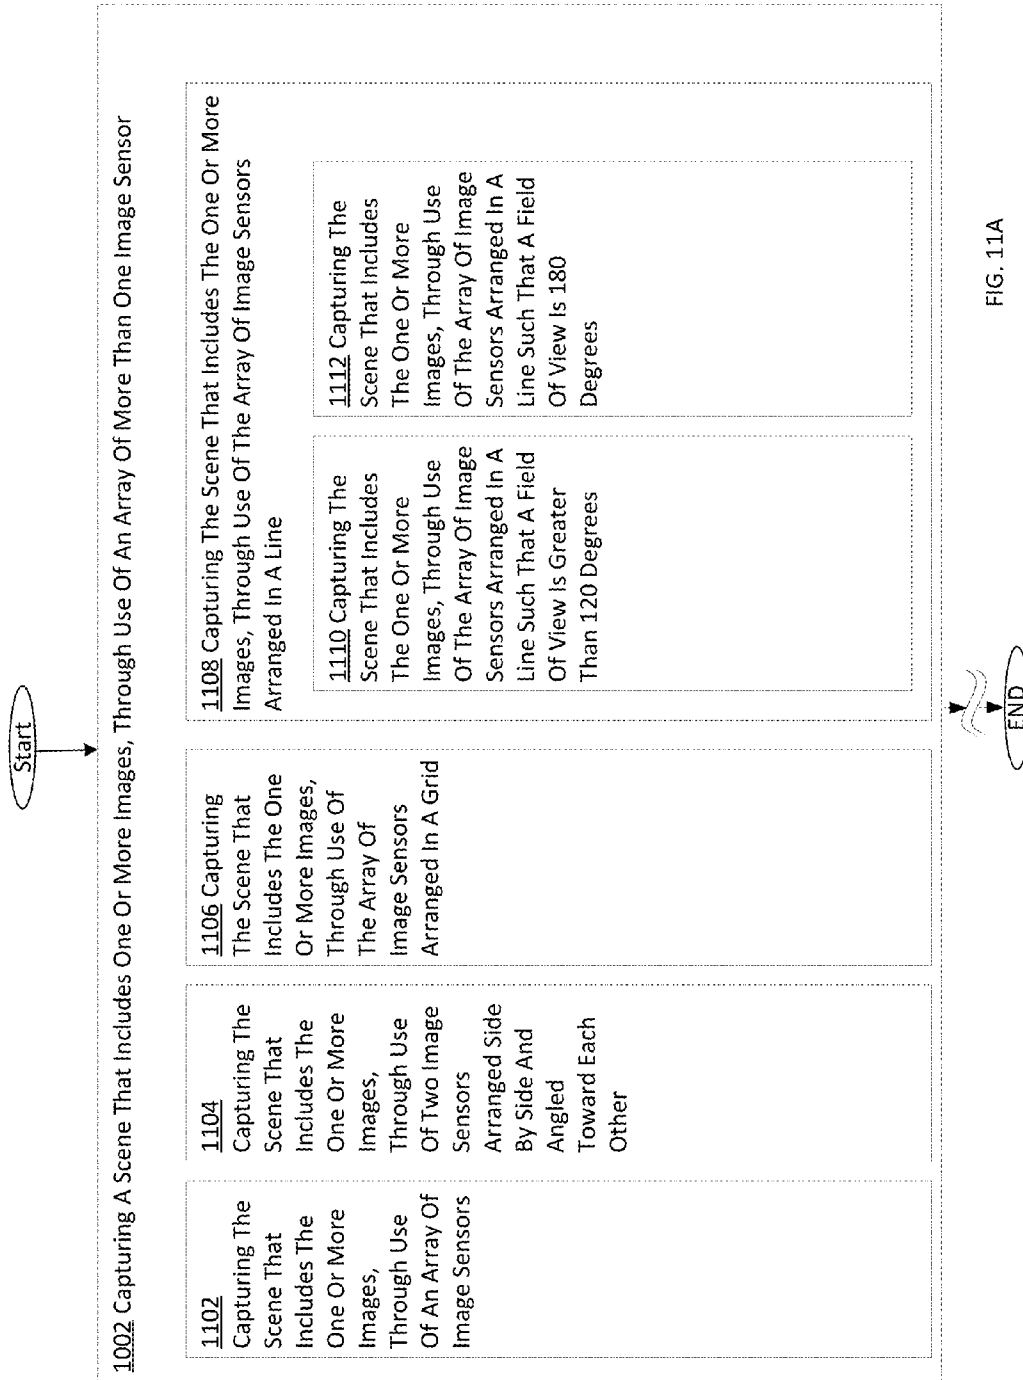 Start
1002 Capturing A Scene That Includes One Or More Images, Through Use Of An Array Of More Than One Image Sensor
1102
Capturing The
Scene That
Includes The
One Or More
Images,
Through Use
Of An Array Of
Image Sensors
1104
Capturing The
Scene That
Includes The
One Or More
Images,
Through Use
Of Two Image
Sensors
Arranged Side
By Side And
Angled
Toward Each
Other
1106 Capturing
The Scene That
Includes The One
Or More Images,
Through Use Of
The Array Of
Image Sensors
Arranged In A Grid
1108 Capturing The Scene That Includes The One Or More
Images, Through Use Of The Array Of Image Sensors
Arranged In A Line
1110 Capturing The
Scene That Includes
The One Or More
Images, Through Use
Of The Array Of Image
Sensors Arranged In A
Line Such That A Field
Of View Is Greater
Than 120 Degrees
1112 Capturing The
Scene That Includes
The One Or More
Images, Through Use
Of The Array Of Image
Sensors Arranged In A
Line Such That A Field
Of View Is 180
Degrees
END
FIG. 11A